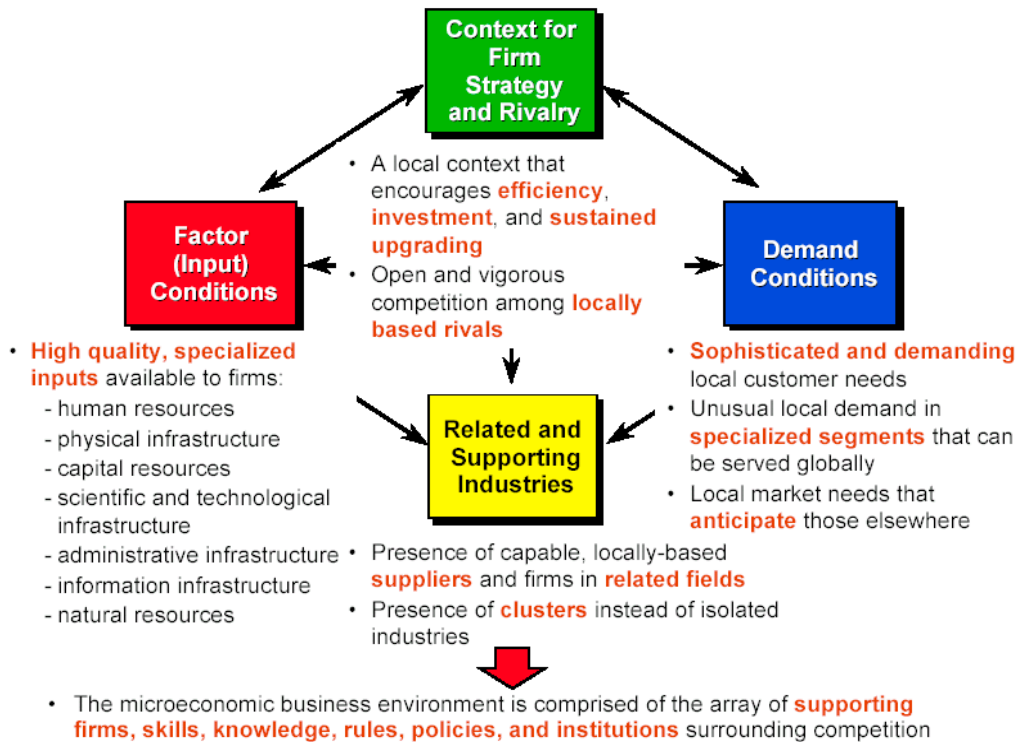 Context for
Firm
Strategy
and Rivalry
• A local context that
encourages efficiency,
investment, and sustained
upgrading
• Open and vigorous
competition among locally
based rivals
Factor
(Input)
Conditions
• High quality, specialized
inputs available to firms:
- human resources
- physical infrastructure
- capital resources
- scientific and technological
infrastructure
- administrative infrastructure
- information infrastructure
- natural resources
Demand
Conditions
• Sophisticated and demanding
local customer needs
• Unusual local demand in
specialized segments that can
be served globally
• Local market needs that
anticipate those elsewhere
Related and
Supporting
Industries
• Presence of capable, locally-based
suppliers and firms in related fields
• Presence of clusters instead of isolated
industries
• The microeconomic business environment is comprised of the array of supporting
firms, skills, knowledge, rules, policies, and institutions surrounding competition